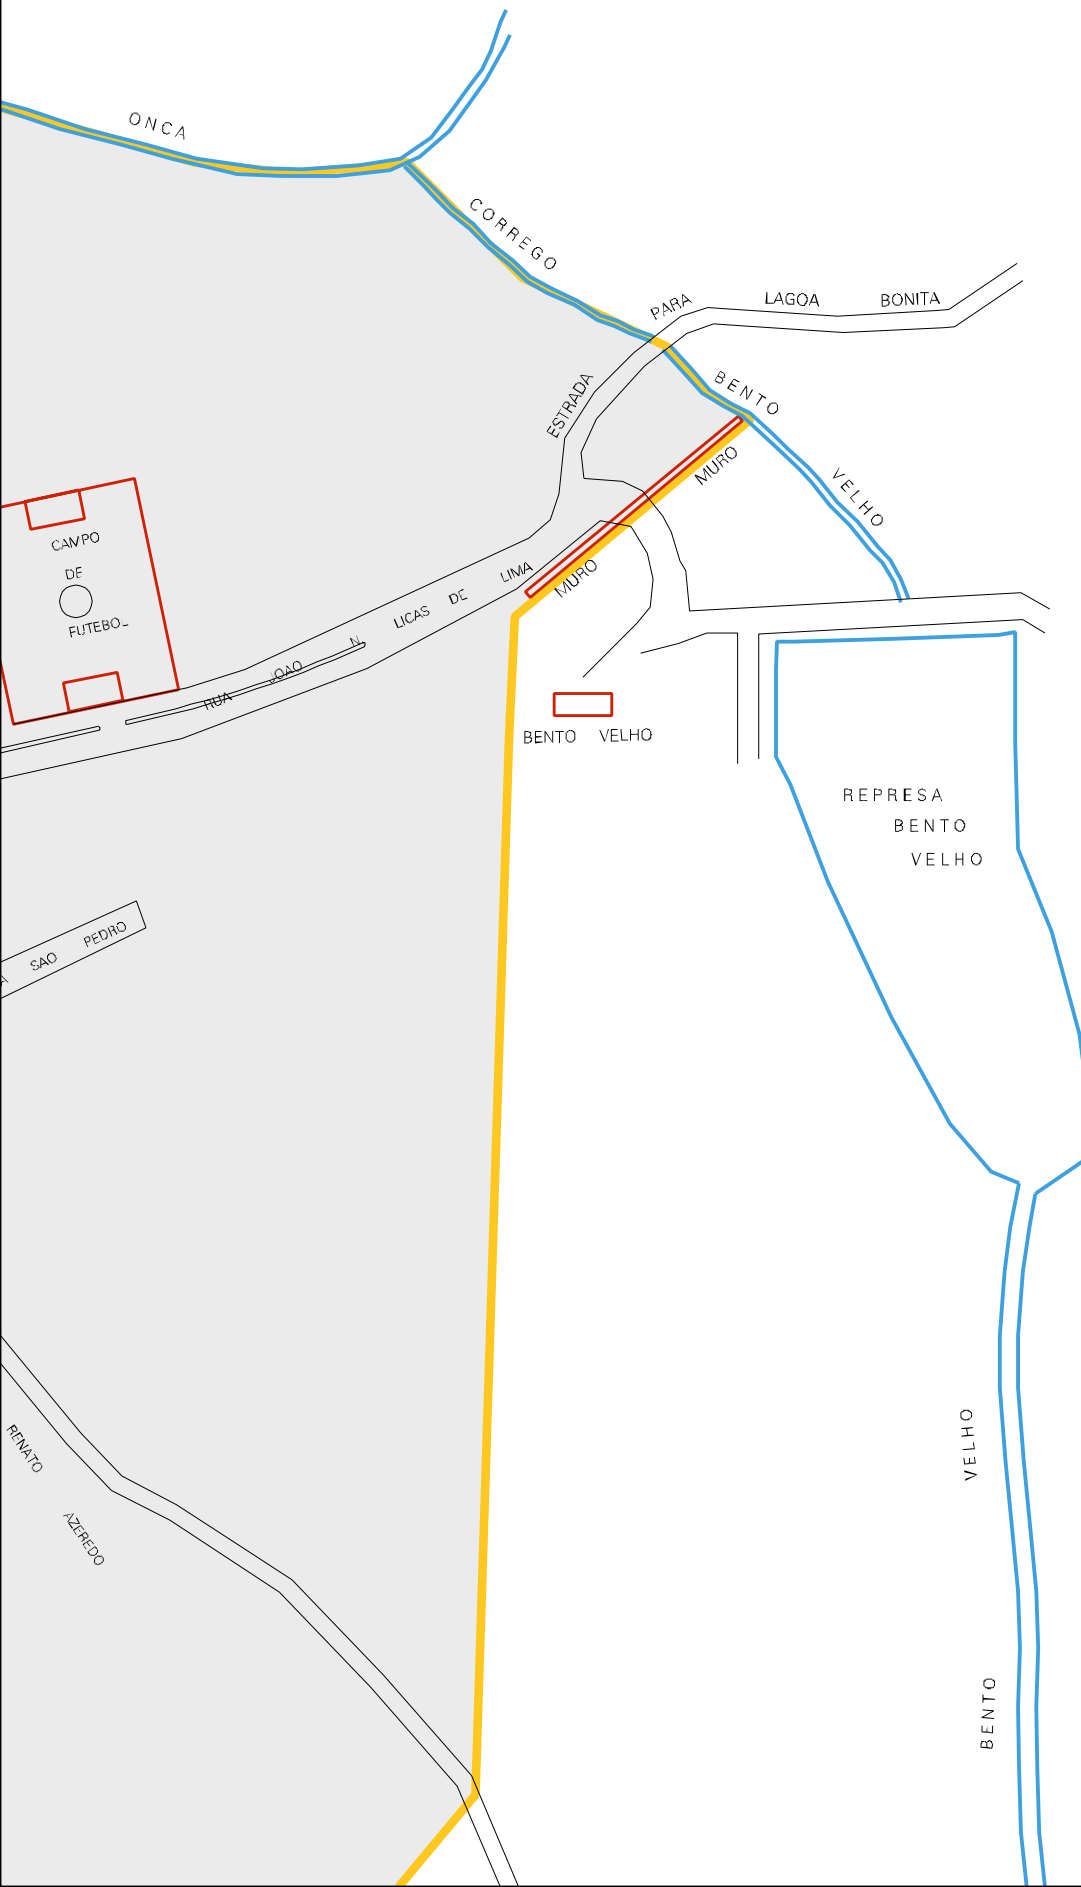 ONCA
CORREGO
PARA LAGOA BONITA
ESTRADA
BENTO
VELHO
MURO
MURO
CAMPO
DE
FUTEBOL
RUA JOAO N LICAS DE LIMA
BENTO VELHO
REPRESA
BENTO
VELHO
SAO PEDRO
RENATO
AZEREDO
VELHO
BENTO